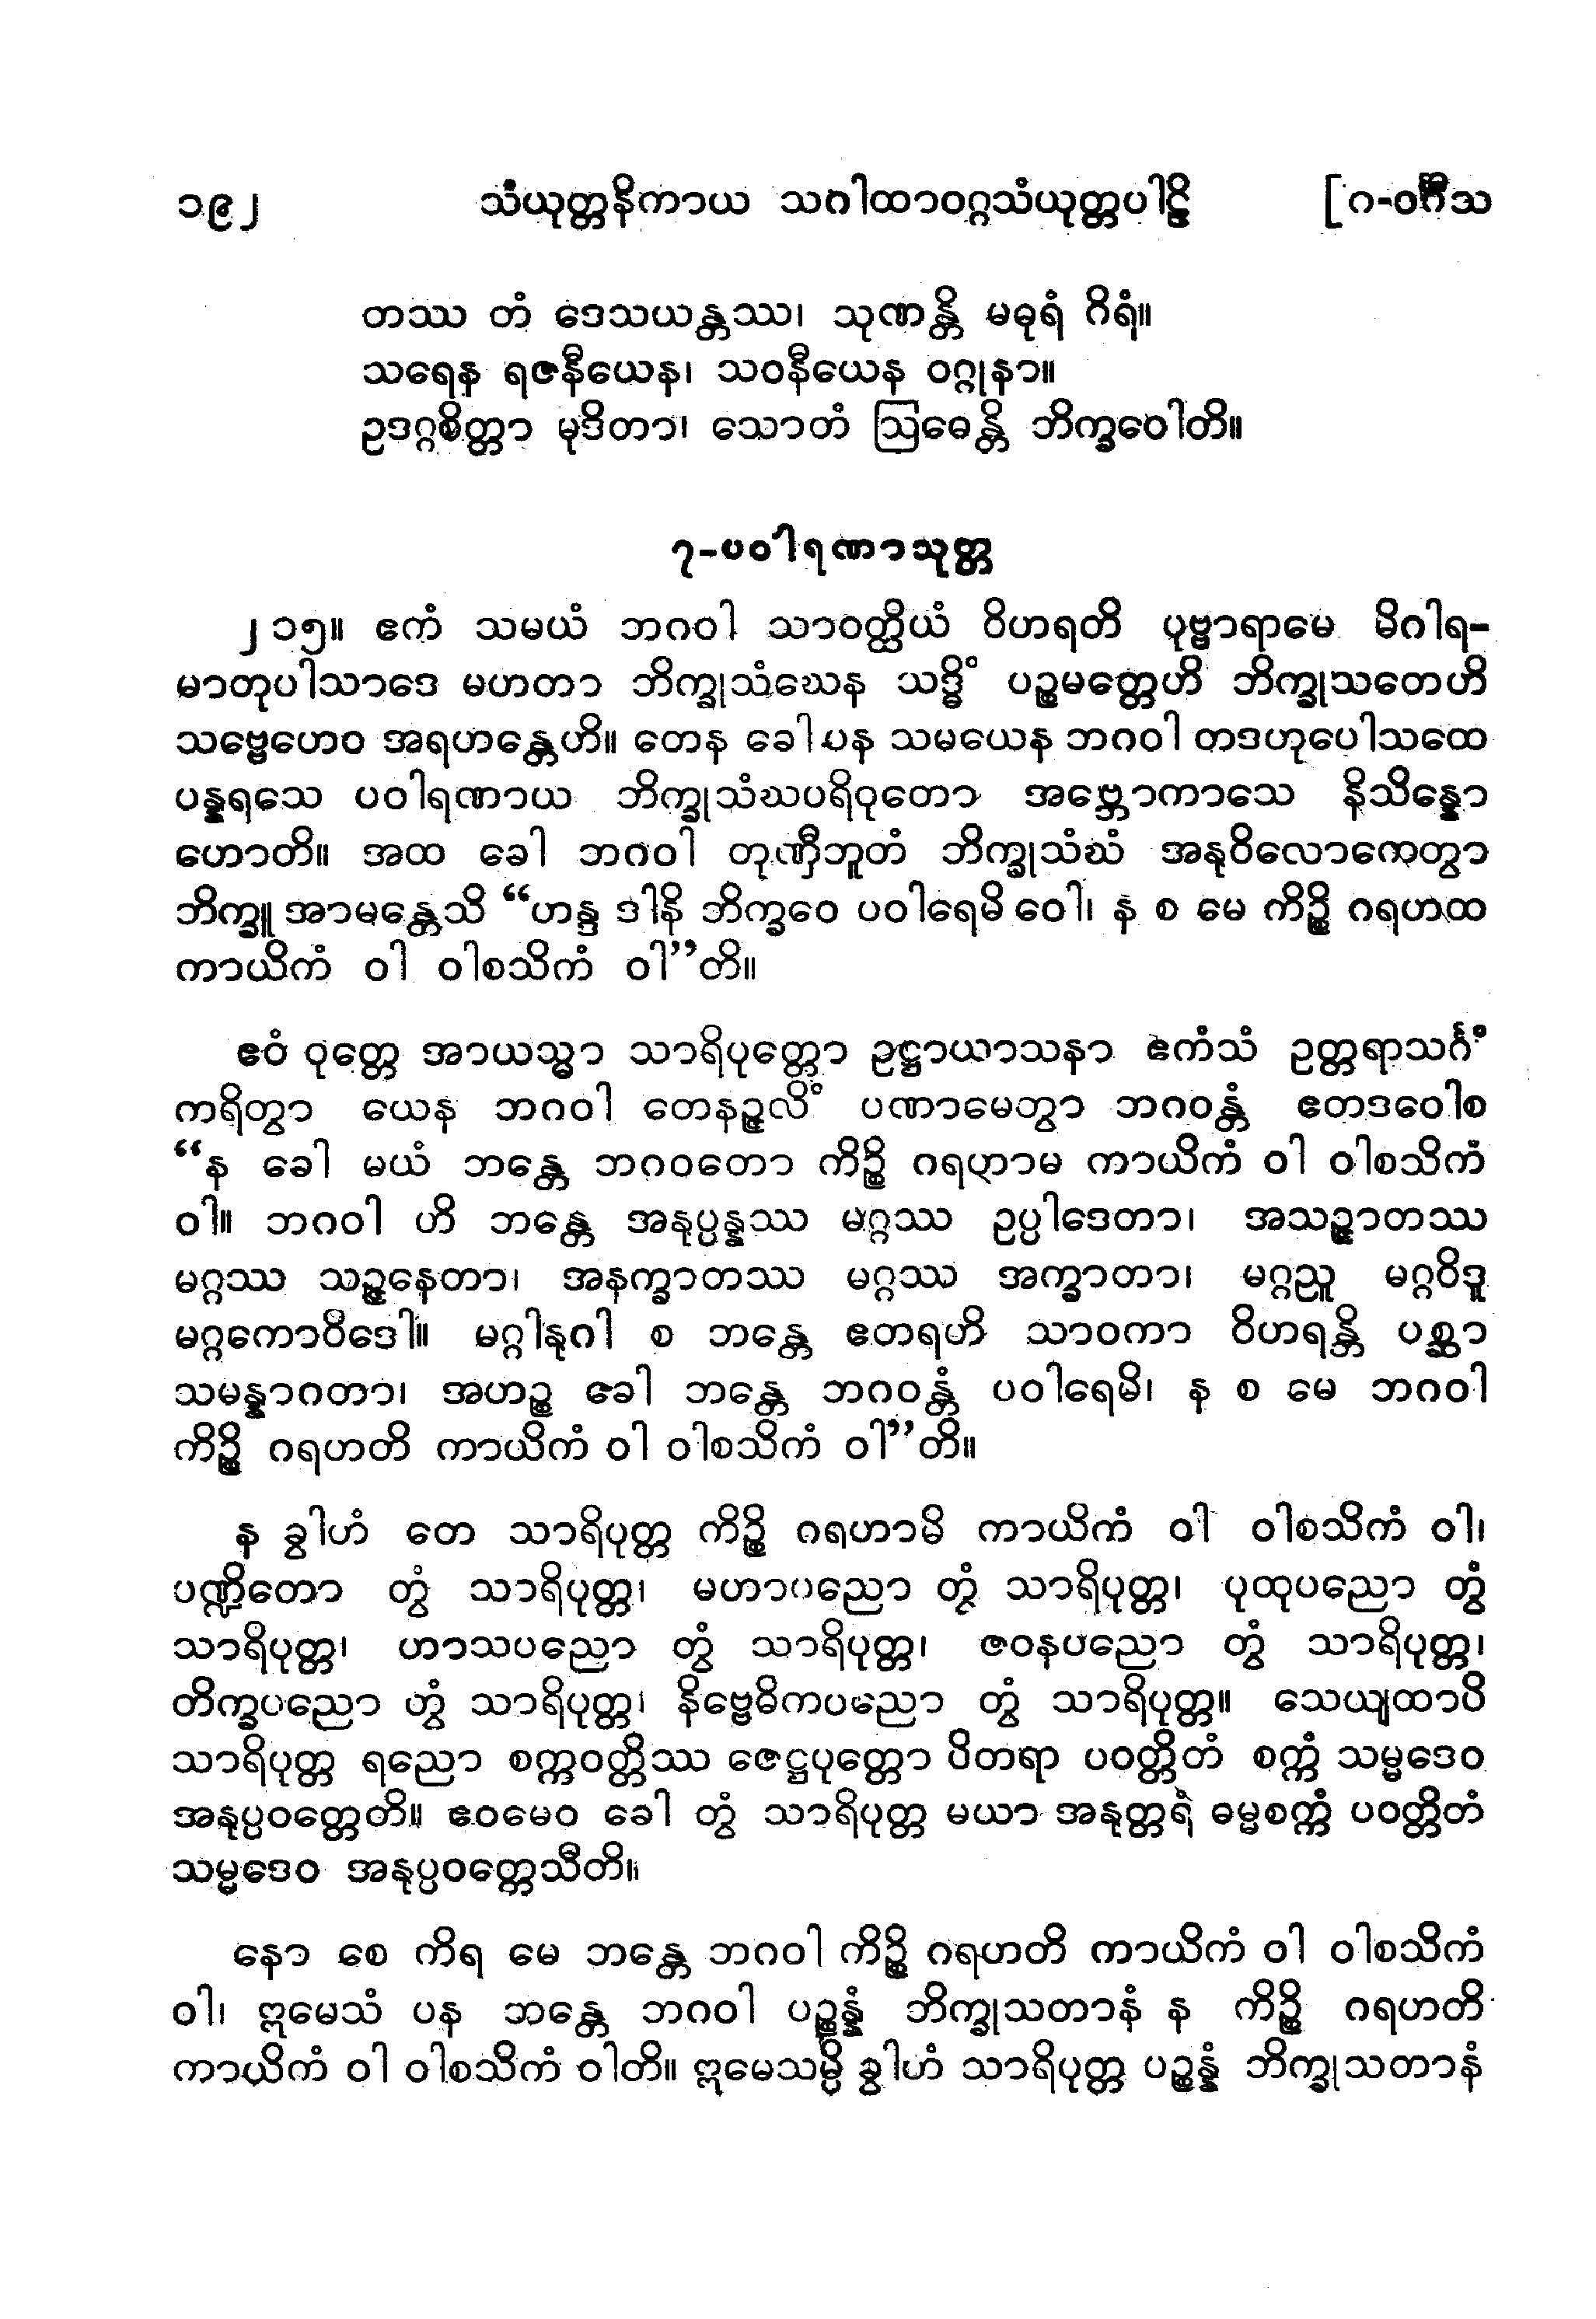 ၁၉၂ သံယုတ္တနိကာယ သဂါထာဝဂ္ဂသံယုတ္တပါဠိ [ ဂ-ဝင်္ဂီသ
တဿ တံ ဒေသယန္တဿ၊ သုဏန္တိ မဓုရံ ဂိရံ။
သရေန ရဇနီယေန၊ သဝနီယေန ဝဂ္ဂုနာ။
ဥဒဂ္ဂစိတ္တာ မုဒိတာ၊ သောတံ ဩဓေန္တိ ဘိက္ခဝေါတိ။
၇-ပဝါရဏာသုတ္တ
၂၁၅။ ဧကံ သမယံ ဘဂဝါ သာဝတ္ထိယံ ဝိဟရတိ ပုဗ္ဗာရာမေ မိဂါရ-
မာတုပါသာဒေ မဟတာ ဘိက္ခုသံဃေန သဒ္ဓိံ ပဉ္စမတ္တေဟိ ဘိက္ခုသတေဟိ
သဗ္ဗေဟေဝ အရဟန္တေဟိ။ တေန ခေါ ပန သမယေန ဘဂဝါ တဒဟုပေါသထေ
ပန္နရသေ ပဝါရဏာယ ဘိက္ခုသံဃပရိဝုတော အဗ္ဘောကာသေ နိသိန္နော
ဟောတိ။ အထ ခေါ ဘဂဝါ တုဏှီဘူတံ ဘိက္ခုသံဃံ အနုဝိလောကေတွာ
ဘိက္ခူ အာမန္တေသိ “ဟန္ဒ ဒါနိ ဘိက္ခဝေ ပဝါရေမိ ဝေါ၊ န စ မေ ကိဉ္စိ ဂရဟထ
ကာယိကံ ဝါ ဝါစသိကံ ဝါ”တိ။
ဧဝံ ဝုတ္တေ အာယသ္မာ သာရိပုတ္တော ဥဋ္ဌာယာသနာ ဧကံသံ ဥတ္တရာသင်္ဂံ
ကရိတွာ ယေန ဘဂဝါ တေနဉ္ဇလိံ ပဏာမေတွာ ဘဂဝန္တံ ဧတဒဝေါစ
“န ခေါ မယံ ဘန္တေ ဘဂဝတော ကိဉ္စိ ဂရဟာမ ကာယိကံ ဝါ ဝါစသိကံ
ဝါ။ ဘဂဝါ ဟိ ဘန္တေ အနုပ္ပန္နဿ မဂ္ဂဿ ဥပ္ပါဒေတာ၊ အသဉ္ဇာတဿ
မဂ္ဂဿ သဉ္ဇနေတာ၊ အနက္ခာတဿ မဂ္ဂဿ အက္ခာတာ၊ မဂ္ဂညူ မဂ္ဂဝိဒူ
မဂ္ဂကောဝိဒေါ။ မဂ္ဂါနုဂါ စ ဘန္တေ ဧတရဟိ သာဝကာ ဝိဟရန္တိ ပစ္ဆာ
သမန္နာဂတာ၊ အဟဉ္စ ခေါ ဘန္တေ ဘဂဝန္တံ ပဝါရေမိ၊ န စ မေ ဘဂဝါ
ကိဉ္စိ ဂရဟတိ ကာယိကံ ဝါ ဝါစသိကံ ဝါ”တိ။
န ခွါဟံ တေ သာရိပုတ္တ ကိဉ္စိ ဂရဟာမိ ကာယိကံ ဝါ ဝါစသိကံ ဝါ၊
ပဏ္ဍိတော တွံ သာရိပုတ္တ၊ မဟာပညော တွံ သာရိပုတ္တ၊ ပုထုပညော တွံ
သာရိပုတ္တ၊ ဟာသပညော တွံ သာရိပုတ္တ၊ ဇဝနပညော တွံ သာရိပုတ္တ၊
တိက္ခပညော တွံ သာရိပုတ္တ၊ နိဗ္ဗေဓိကပညော တွံ သာရိပုတ္တ။ သေယျထာပိ
သာရိပုတ္တ ရညော စက္ကဝတ္တိဿ ဇေဋ္ဌပုတ္တော ပိတရာ ပဝတ္တိတံ စက္ကံ သမ္မဒေဝ
အနုပ္ပဝတ္တေတိ။ ဧဝမေဝ ခေါ တွံ သာရိပုတ္တ မယာ အနုတ္တရံ ဓမ္မစက္ကံ ပဝတ္တိတံ
သမ္မဒေဝ အနုပ္ပဝတ္တေသီတိ။
နော စေ ကိရ မေ ဘန္တေ ဘဂဝါ ကိဉ္စိ ဂရဟတိ ကာယိကံ ဝါ ဝါစသိကံ
ဝါ၊ ဣမေသံ ပန ဘန္တေ ဘဂဝါ ပဉ္စန္နံ ဘိက္ခုသတာနံ န ကိဉ္စိ ဂရဟတိ
ကာယိကံ ဝါ ဝါစသိကံ ဝါတိ။ ဣမေသမ္ပိ ခွါဟံ သာရိပုတ္တ ပဉ္စန္နံ ဘိက္ခုသတာနံ